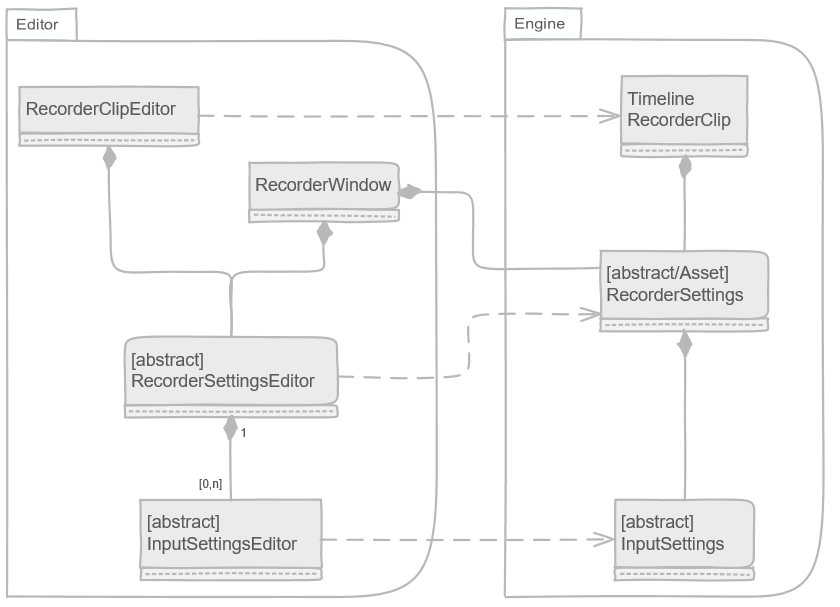 Editor
Engine
RecorderClipEditor
Timeline
RecorderClip
RecorderWindow
[abstract/Asset]
RecorderSettings
[abstract]
RecorderSettingsEditor
1
[0,n]
[abstract]
InputSettingsEditor
[abstract]
InputSettings